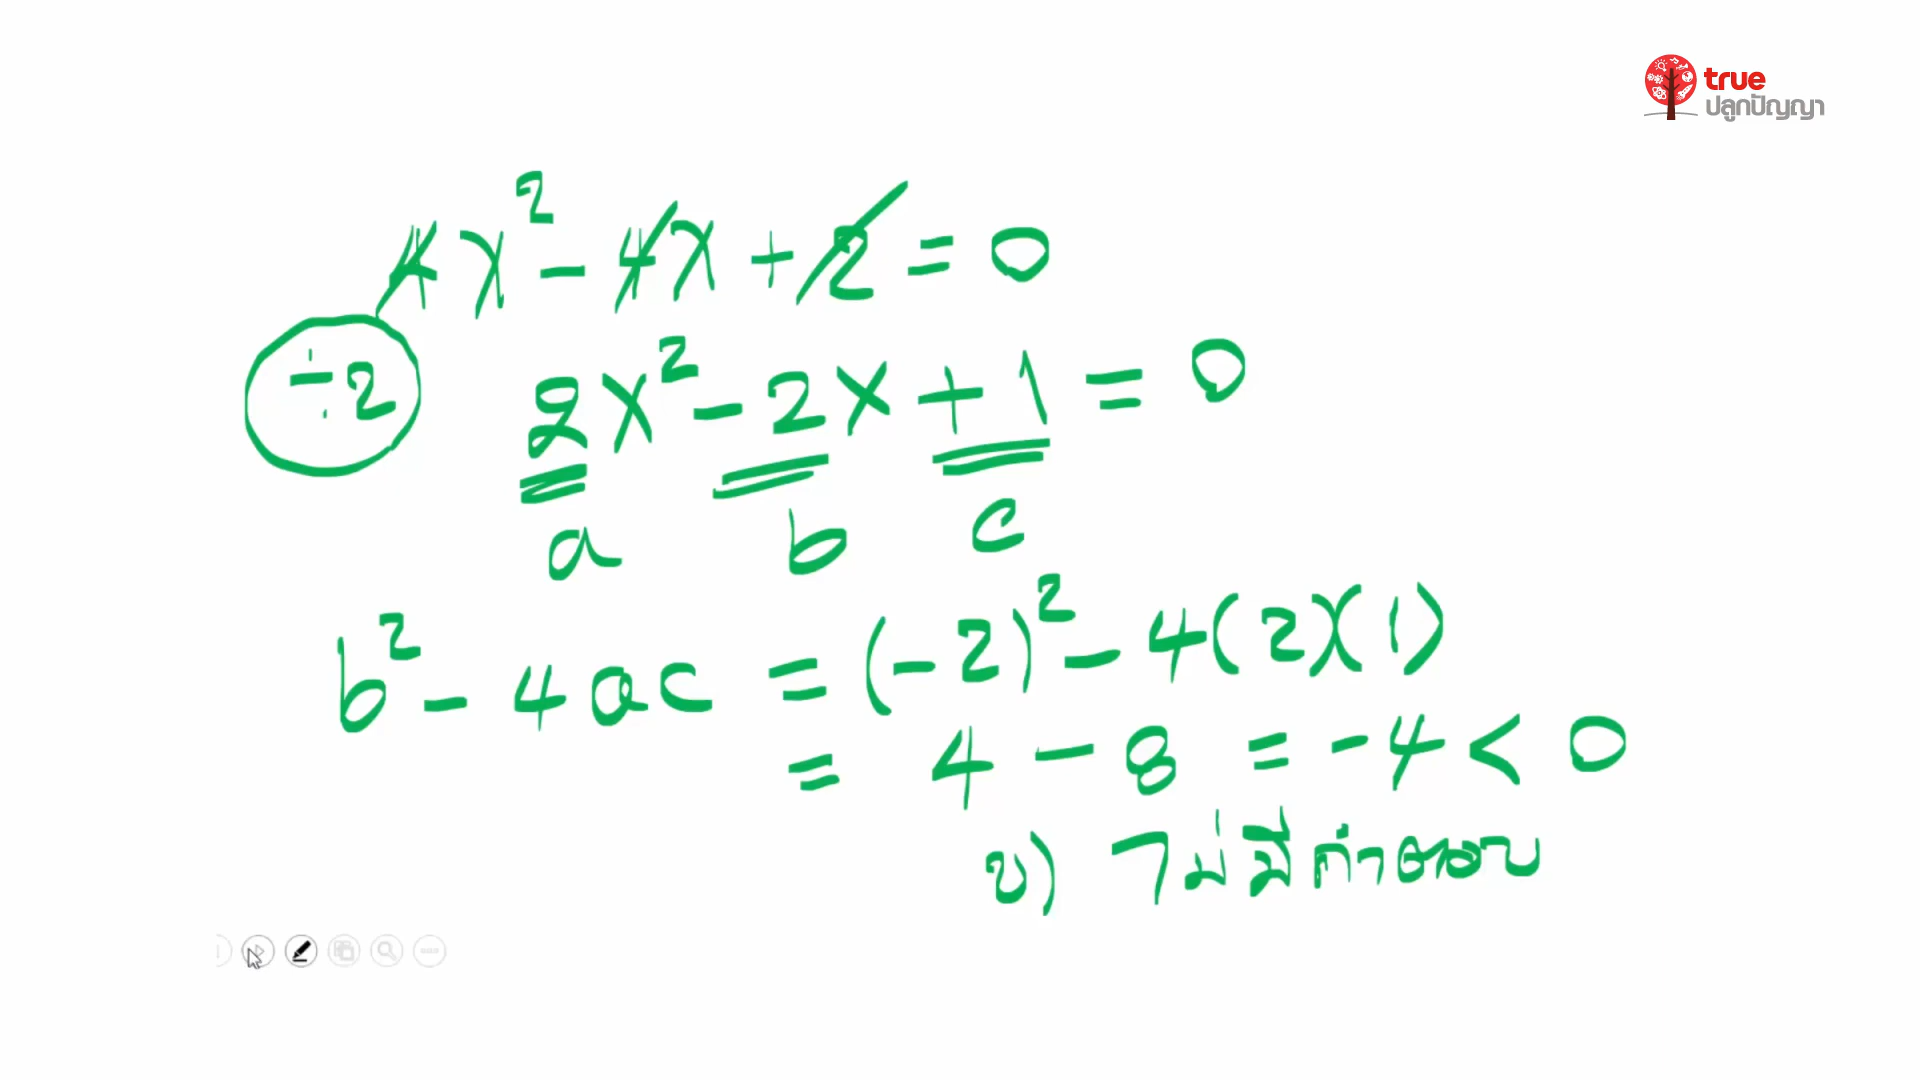 true
ปลูกปัญญา
4x² - 4x + 2 = 0
÷2
2x² - 2x + 1 = 0
a b c
b² - 4ac = (-2)² - 4(2)(1)
= 4 - 8 = -4 < 0
ข) ไม่มีคำตอบ